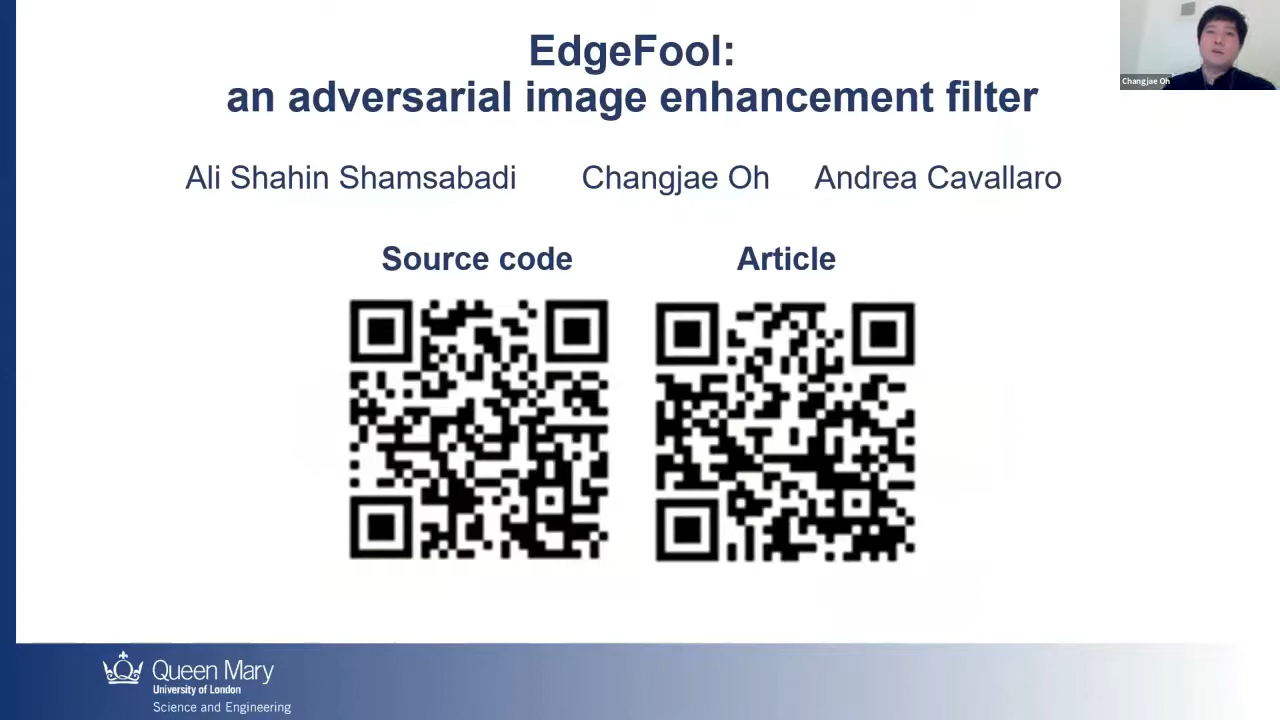 EdgeFool:
an adversarial image enhancement filter
Changjae Oh
Ali Shahin Shamsabadi Changjae Oh Andrea Cavallaro
Source code Article
Queen Mary
University of London
Science and Engineering